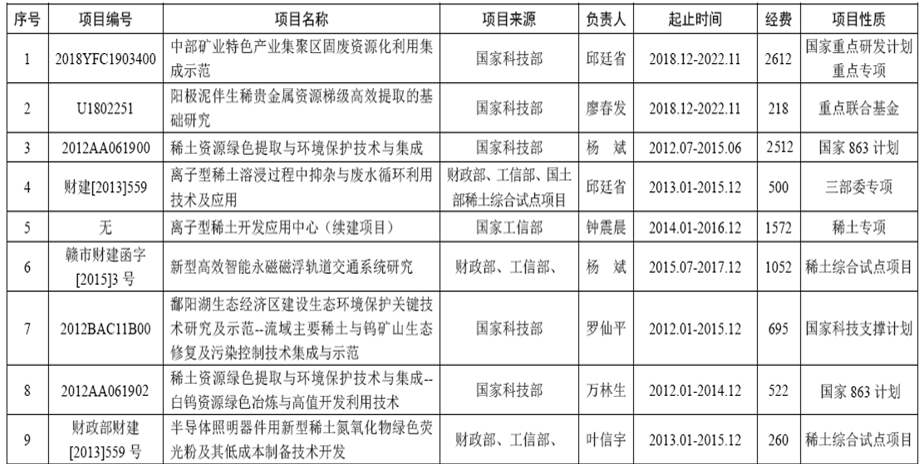 序号 项目编号 项目名称 项目来源 负责人 起止时间 经费 项目性质
1 2018YFC1903400 中部矿业特色产业集聚区固废资源化利用集
成示范 国家科技部 邱廷省 2018.12-2022.11 2612 国家重点研发计划
重点专项
2 U1802251 阳极泥伴生稀贵金属资源梯级高效提取的基
础研究 国家科技部 廖春发 2018.12-2022.11 218 重点联合基金
3 2012AA061900 稀土资源绿色提取与环境保护技术与集成 国家科技部 杨 斌 2012.07-2015.06 2512 国家 863 计划
4 财建[2013]559 离子型稀土溶浸过程中抑杂与废水循环利用
技术及应用 财政部、工信部、国土
部稀土综合试点项目 邱廷省 2013.01-2015.12 500 三部委专项
5 无 离子型稀土开发应用中心（续建项目） 国家工信部 钟震晨 2014.01-2016.12 1572 稀土专项
6 赣市财建函字
[2015]3 号 新型高效智能永磁磁浮轨道交通系统研究 财政部、工信部、 杨 斌 2015.07-2017.12 1052 稀土综合试点项目
7 2012BAC11B00 鄱阳湖生态经济区建设生态环境保护关键技
术研究及示范--流域主要稀土与钨矿山生态
修复及污染控制技术集成与示范 国家科技部 罗仙平 2012.01-2015.12 695 国家科技支撑计划
8 2012AA061902 稀土资源绿色提取与环境保护技术与集成--
白钨资源绿色冶炼与高值开发利用技术 国家科技部 万林生 2012.01-2014.12 522 国家 863 计划
9 财政部财建
[2013]559 号 半导体照明器件用新型稀土氮氧化物绿色荧
光粉及其低成本制备技术开发 财政部、工信部、 叶信宇 2013.01-2015.12 260 稀土综合试点项目